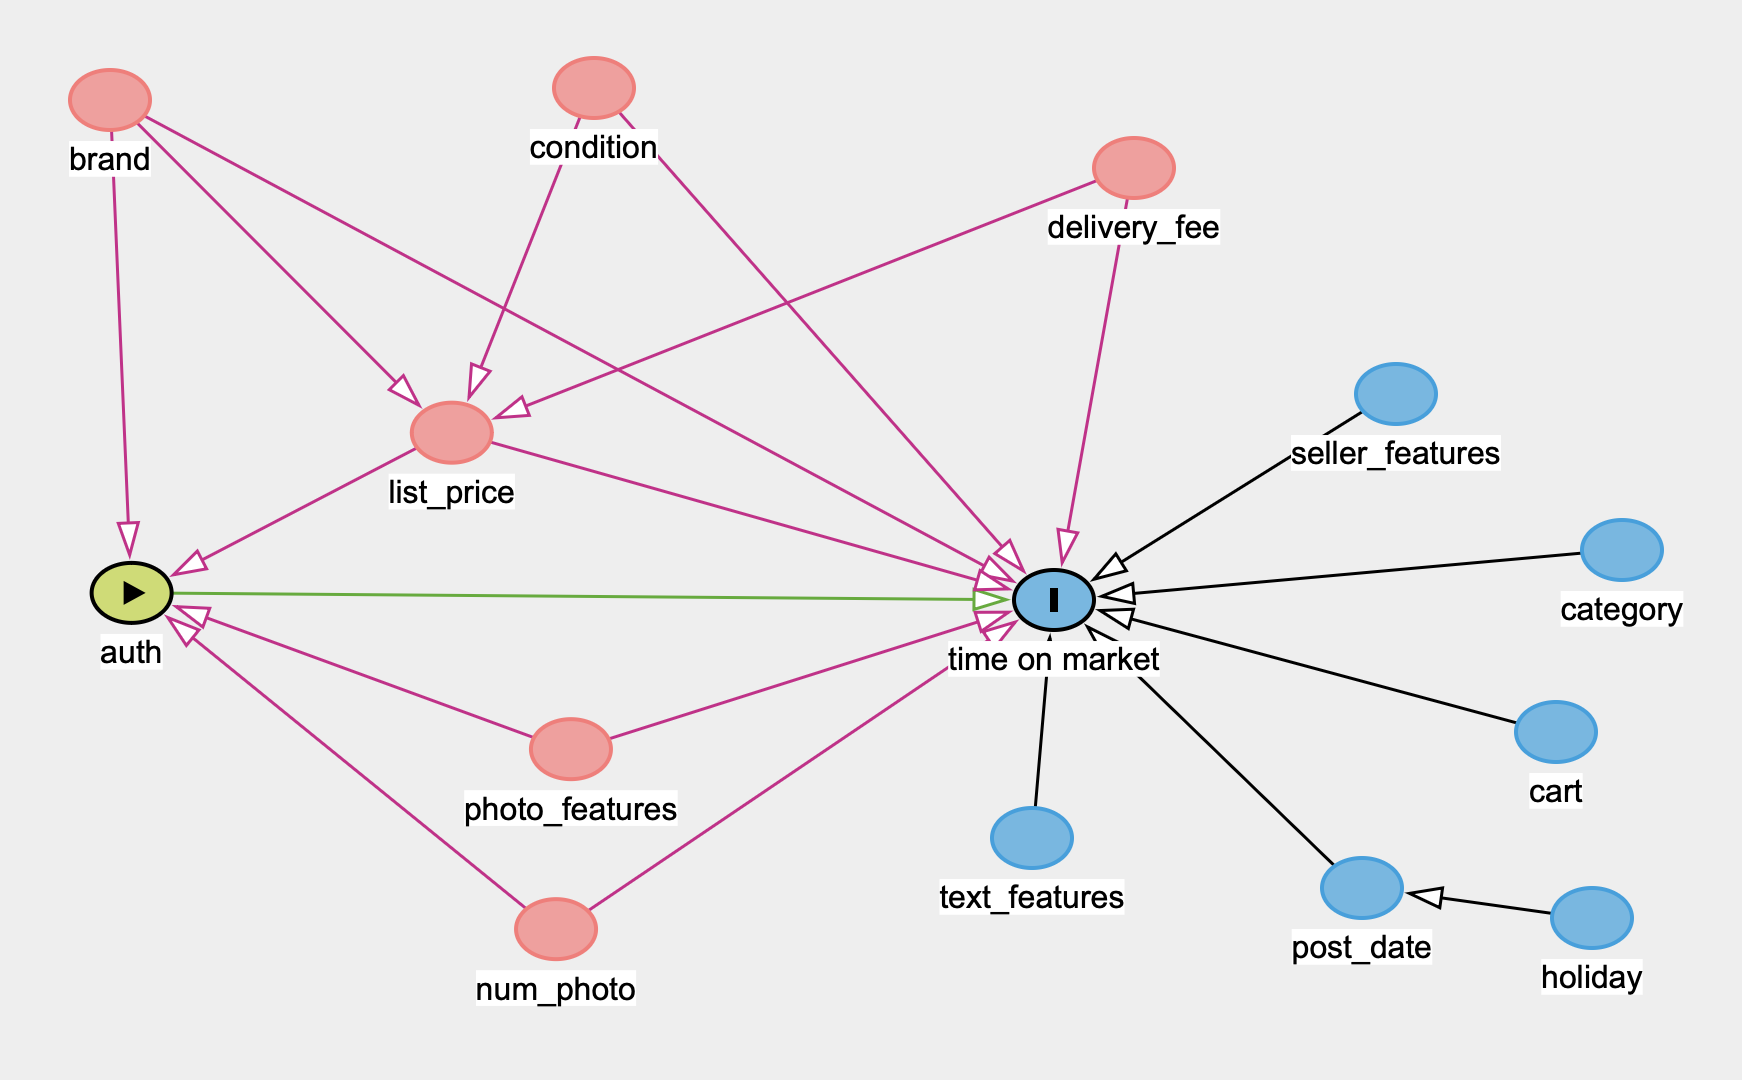 brand
condition
delivery_fee
seller_features
list_price
category
auth
time on market
cart
photo_features
text_features
post_date
holiday
num_photo